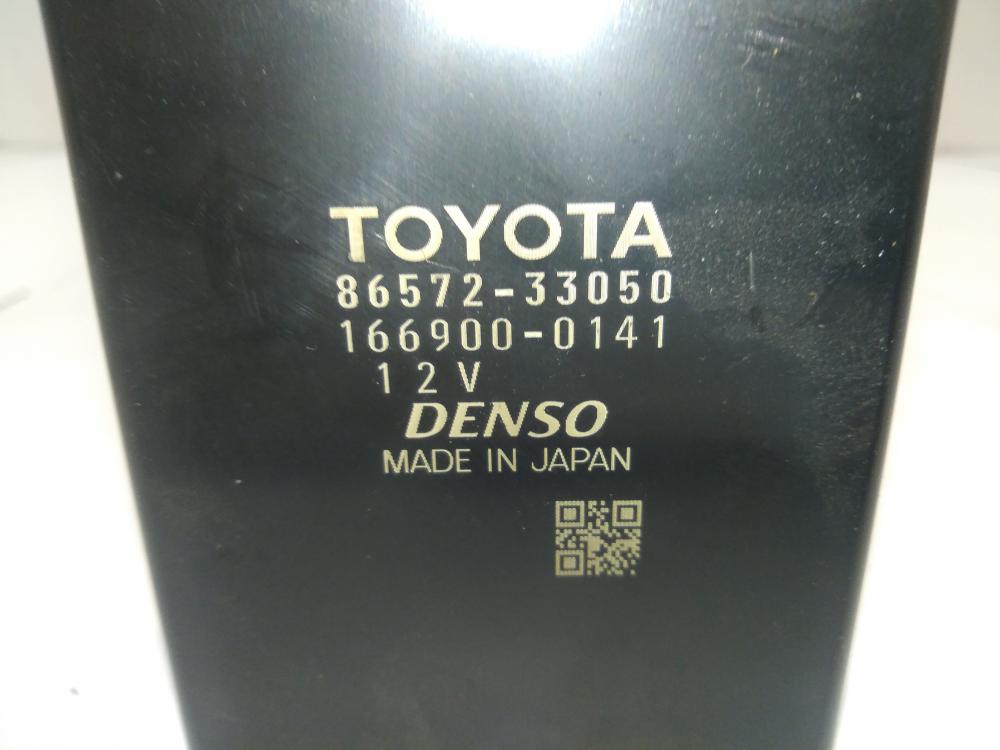 TOYOTA
86572-33050
166900-0141
12V
DENSO
MADE IN JAPAN